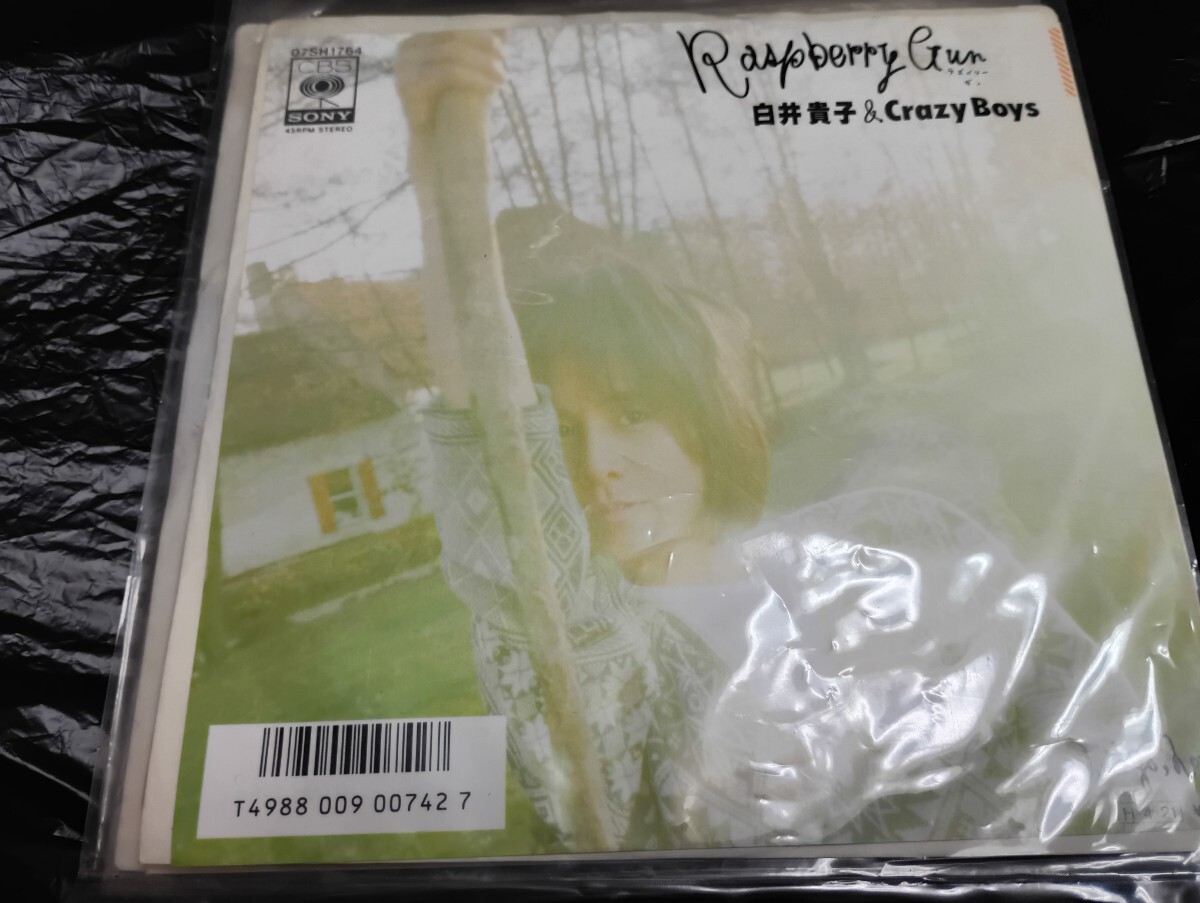 07SH1764
CBS
SONY
45RPM STEREO
Raspberry Gun
ラズベリー
ガン
白井貴子 & Crazy Boys
T4988 009 00742 7